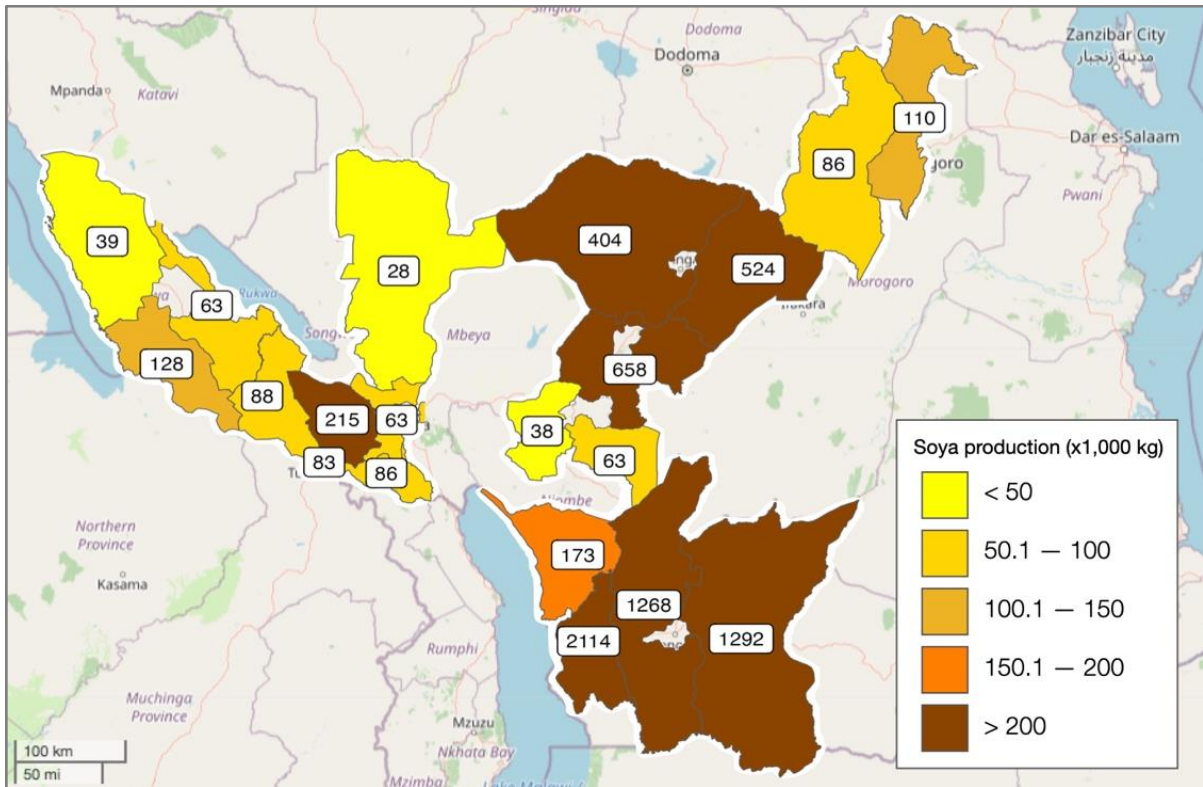 Singida
Dodoma
Zanzibar City
مدينة زنجبار
Dodoma
Mpanda
Katavi
110
Dar es-Salaam
86
goro
Pwani
39
404
28
524
Rukwa
63
Morogoro
Mbeya
128
658
88
215
63
38
83
86
63
Njombe
Northern
Province
Kasama
173
1268
2114
1292
Rumphi
Muchinga
Province
Mzuzu
Nkhata Bay
Mzimba
100 km
50 mi
Soya production (x1,000 kg)
< 50
50.1 — 100
100.1 — 150
150.1 — 200
> 200